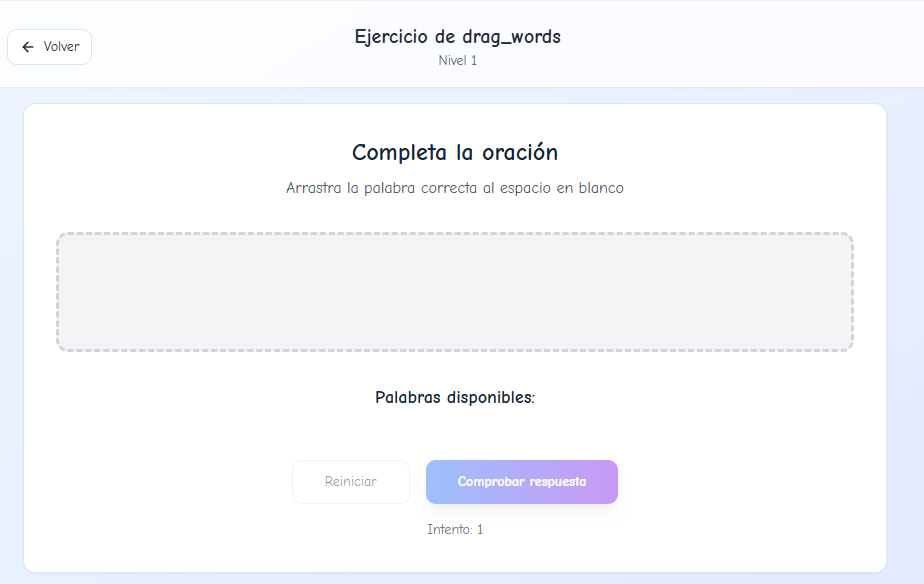 Volver
Ejercicio de drag_words
Nivel 1
Completa la oración
Arrastra la palabra correcta al espacio en blanco
Palabras disponibles:
Reiniciar
Comprobar respuesta
Intento: 1